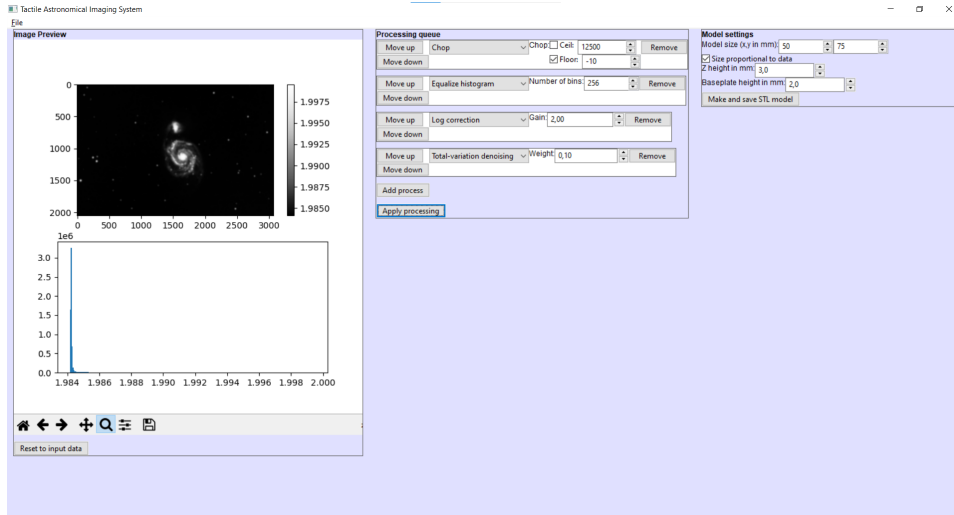 Tactile Astronomical Imaging System
File
Image Preview
0
500
1000
1500
2000
0 500 1000 1500 2000 2500 3000
1.9975
1.9950
1.9925
1.9900
1.9875
1.9850
1e6
3.0
2.5
2.0
1.5
1.0
0.5
0.0
1.984 1.986 1.988 1.990 1.992 1.994 1.996 1.998 2.000
Reset to input data
Processing queue
Move up Chop Chop: Ceil: 12500 Remove
Move down Floor: -10
Move up Equalize histogram Number of bins: 256 Remove
Move down
Move up Log correction Gain: 2,00 Remove
Move down
Move up Total-variation denoising Weight: 0,10 Remove
Move down
Add process
Apply processing
Model settings
Model size (x,y in mm): 50 75
Size proportional to data
Z height in mm: 3,0
Baseplate height in mm: 2,0
Make and save STL model